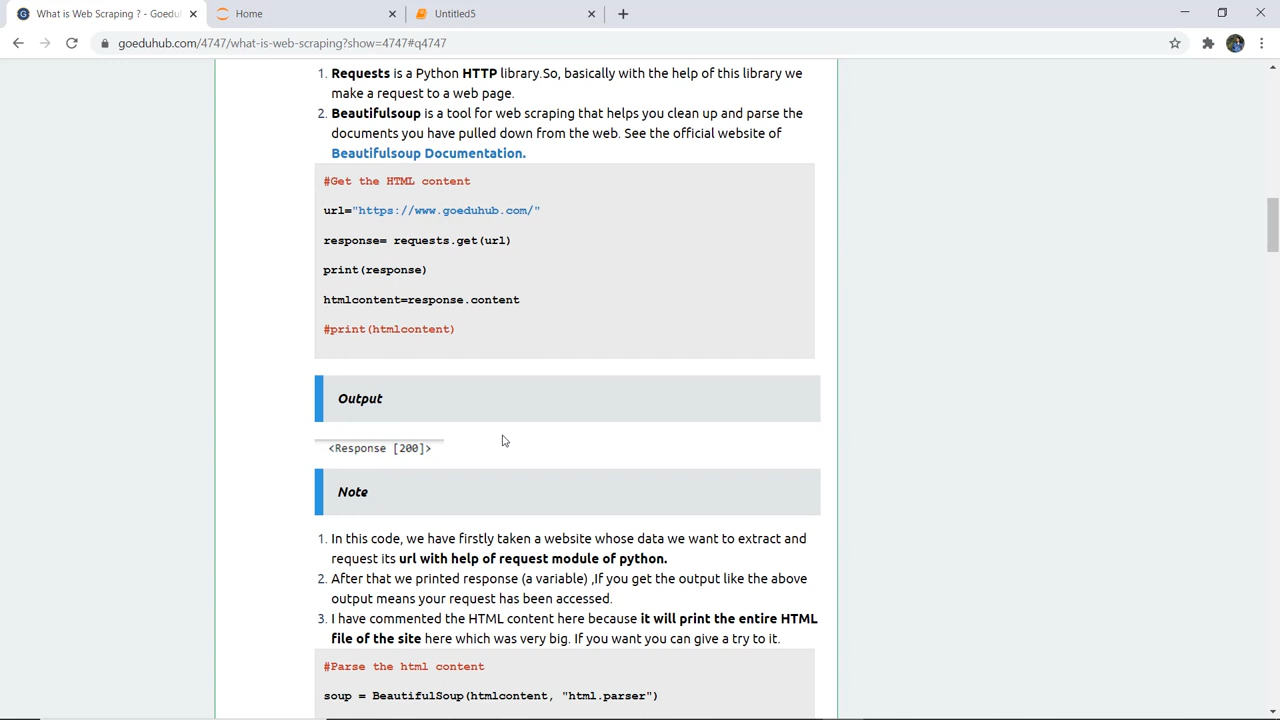 What is Web Scraping ? - Goedul
Home
Untitled5
goeduhub.com/4747/what-is-web-scraping?show=4747#q4747
1. Requests is a Python HTTP library.So, basically with the help of this library we
make a request to a web page.
2. Beautifulsoup is a tool for web scraping that helps you clean up and parse the
documents you have pulled down from the web. See the official website of
Beautifulsoup Documentation.
#Get the HTML content
url="https://www.goeduhub.com/"
response= requests.get(url)
print(response)
htmlcontent=response.content
#print(htmlcontent)
Output
<Response [200]>
Note
1. In this code, we have firstly taken a website whose data we want to extract and
request its url with help of request module of python.
2. After that we printed response (a variable) ,If you get the output like the above
output means your request has been accessed.
3. I have commented the HTML content here because it will print the entire HTML
file of the site here which was very big. If you want you can give a try to it.
#Parse the html content
soup = BeautifulSoup(htmlcontent, "html.parser")